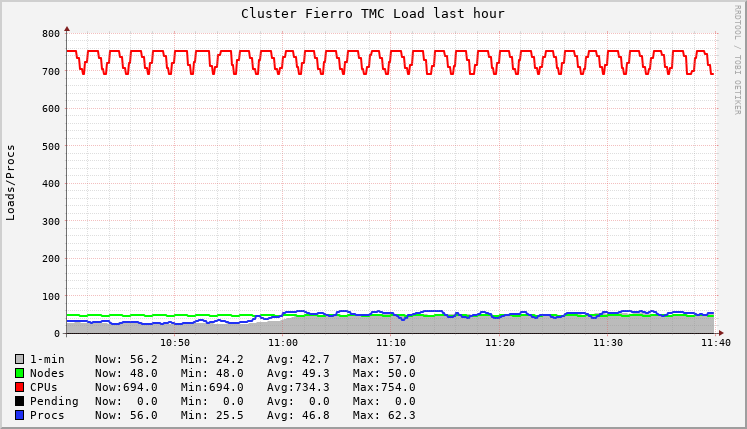 Cluster Fierro TMC Load last hour
RRDTOOL / TOBI OETIKER
Loads/Procs
800
700
600
500
400
300
200
100
0
10:50 11:00 11:10 11:20 11:30 11:40
1-min Now: 56.2 Min: 24.2 Avg: 42.7 Max: 57.0
Nodes Now: 48.0 Min: 48.0 Avg: 49.3 Max: 50.0
CPUs Now:694.0 Min:694.0 Avg:734.3 Max:754.0
Pending Now: 0.0 Min: 0.0 Avg: 0.0 Max: 0.0
Procs Now: 56.0 Min: 25.5 Avg: 46.8 Max: 62.3